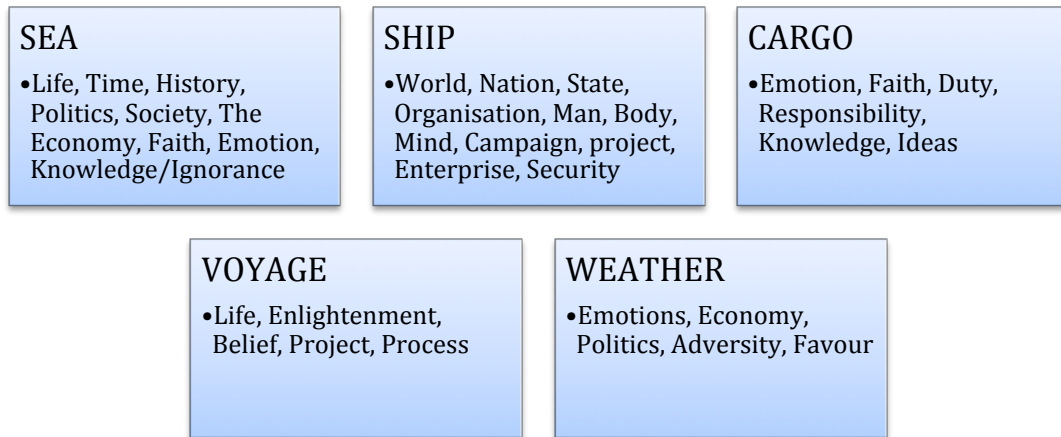 SEA
•Life, Time, History,
Politics, Society, The
Economy, Faith, Emotion,
Knowledge/Ignorance
SHIP
•World, Nation, State,
Organisation, Man, Body,
Mind, Campaign, project,
Enterprise, Security
CARGO
•Emotion, Faith, Duty,
Responsibility,
Knowledge, Ideas
VOYAGE
•Life, Enlightenment,
Belief, Project, Process
WEATHER
•Emotions, Economy,
Politics, Adversity, Favour